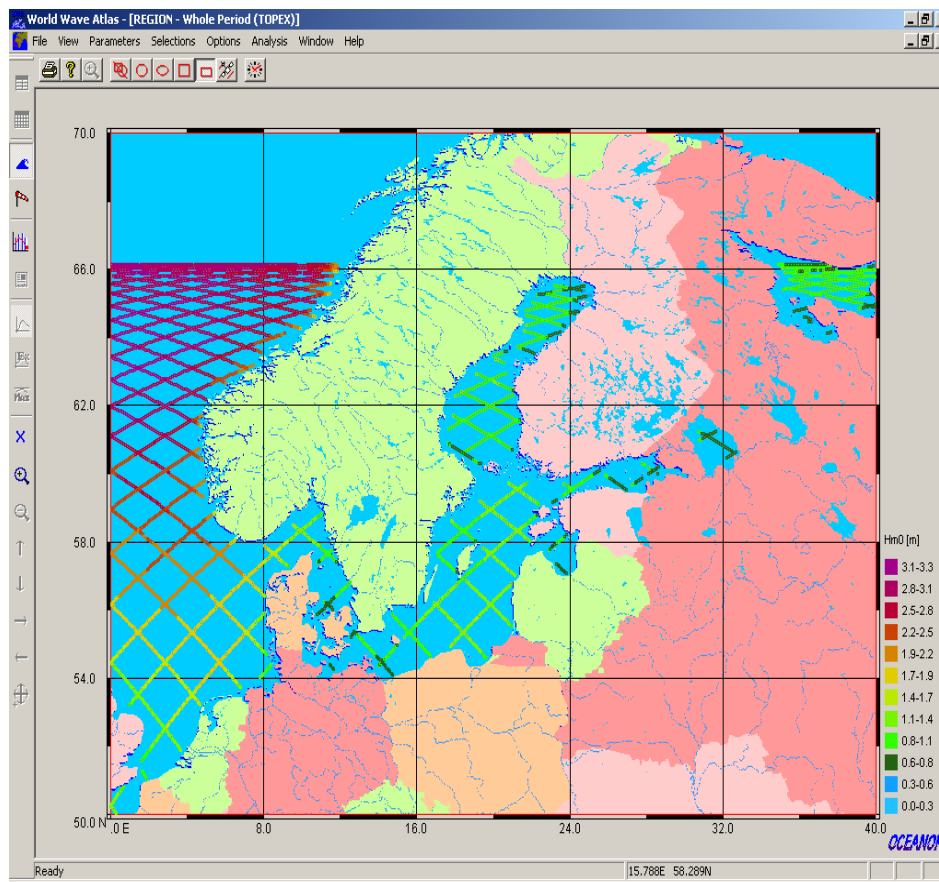 World Wave Atlas - [REGION - Whole Period (TOPEX)]
File View Parameters Selections Options Analysis Window Help
70.0
66.0
62.0
58.0
54.0
50.0 N
0 E 8.0 16.0 24.0 32.0 40.0
Hm0 [m]
3.1-3.3
2.8-3.1
2.5-2.8
2.2-2.5
1.9-2.2
1.7-1.9
1.4-1.7
1.1-1.4
0.8-1.1
0.6-0.8
0.3-0.6
0.0-0.3
OCEANOR
Ready 15.788E 58.289N